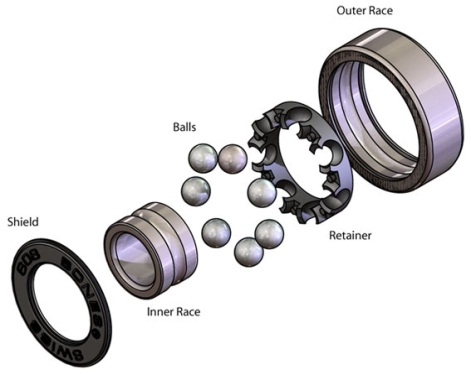 Outer Race
Balls
Retainer
Shield
Inner Race
608 BONES
SWISS